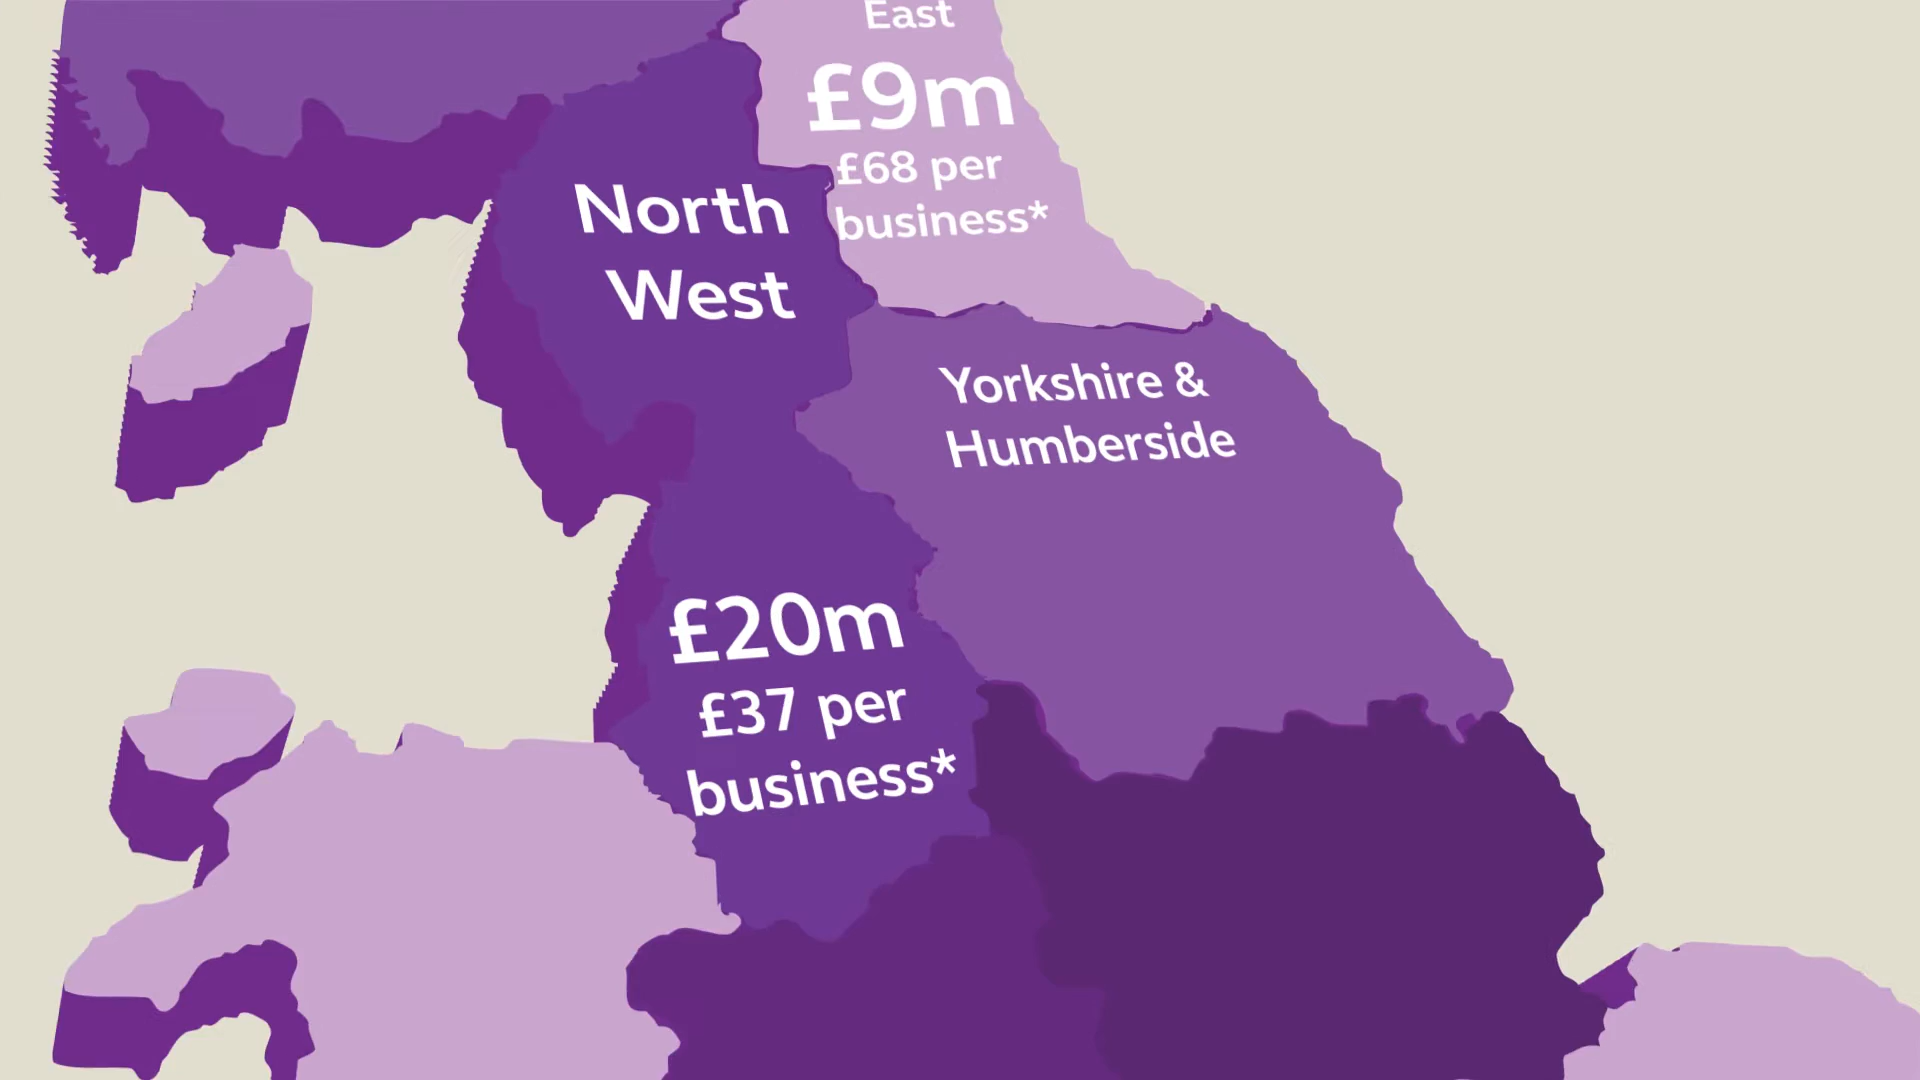 East
£9m
£68 per
business*
North
West
Yorkshire &
Humberside
£20m
£37 per
business*